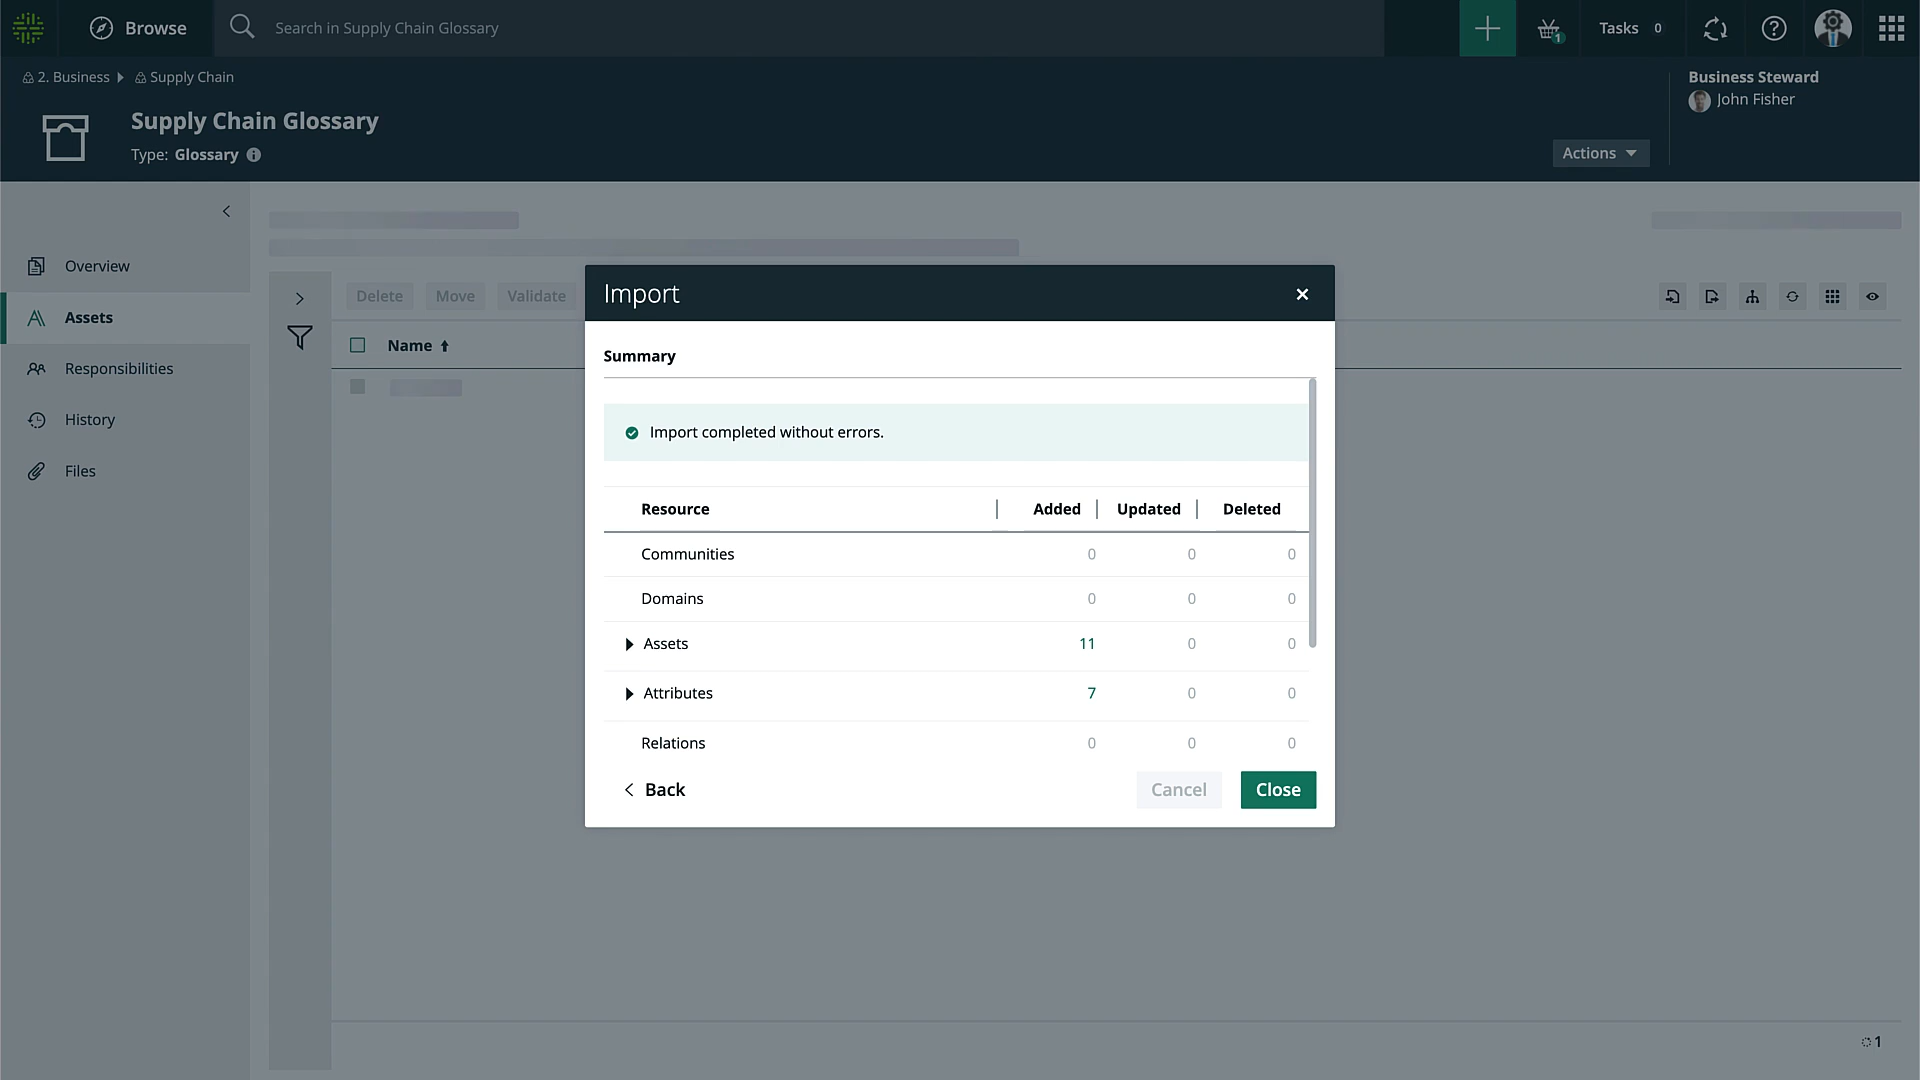 Browse
Search in Supply Chain Glossary
1
Tasks 0
2. Business
Supply Chain
Supply Chain Glossary
Type: Glossary
Actions
Business Steward
John Fisher
Overview
Assets
Responsibilities
History
Files
Delete
Move
Validate
Name
Import
Summary
Import completed without errors.
Resource Added Updated Deleted
Communities 0 0 0
Domains 0 0 0
Assets 11 0 0
Attributes 7 0 0
Relations 0 0 0
Back
Cancel
Close
1